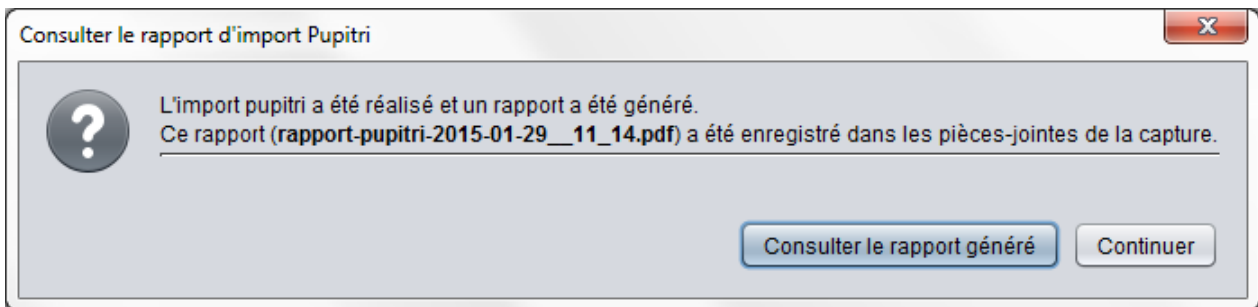 Consulter le rapport d'import Pupitri
L'import pupitri a été réalisé et un rapport a été généré.
Ce rapport (rapport-pupitri-2015-01-29__11_14.pdf) a été enregistré dans les pièces-jointes de la capture.
Consulter le rapport généré
Continuer